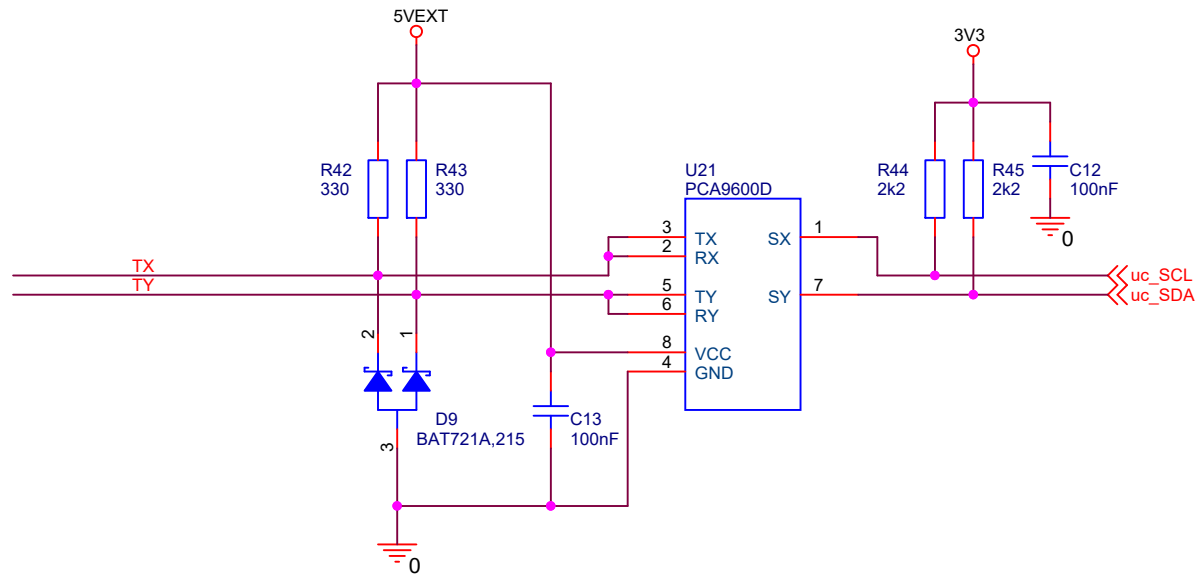 5VEXT
3V3
R42
330
R43
330
U21
PCA9600D
R44
2k2
R45
2k2
C12
100nF
0
3
TX
SX
1
2
RX
TX
TY
5
TY
SY
7
6
RY
uc_SCL
uc_SDA
2
1
8
VCC
4
GND
D9
BAT721A,215
C13
100nF
3
0